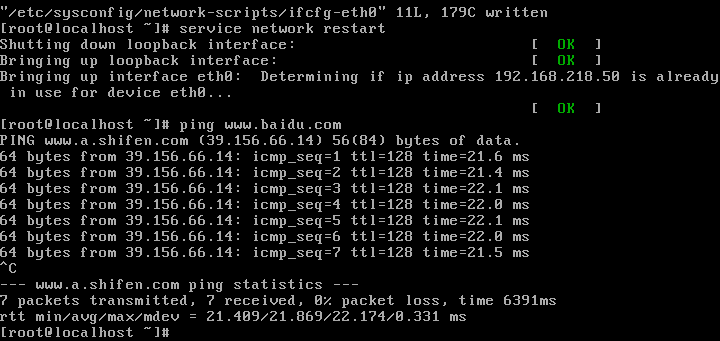 "/etc/sysconfig/network-scripts/ifcfg-eth0" 11L, 179C written
[root@localhost ~]# service network restart
Shutting down loopback interface:                          [  OK  ]
Bringing up loopback interface:                            [  OK  ]
Bringing up interface eth0:  Determining if ip address 192.168.218.50 is already
 in use for device eth0...
                                                           [  OK  ]
[root@localhost ~]# ping www.baidu.com
PING www.a.shifen.com (39.156.66.14) 56(84) bytes of data.
64 bytes from 39.156.66.14: icmp_seq=1 ttl=128 time=21.6 ms
64 bytes from 39.156.66.14: icmp_seq=2 ttl=128 time=21.4 ms
64 bytes from 39.156.66.14: icmp_seq=3 ttl=128 time=22.1 ms
64 bytes from 39.156.66.14: icmp_seq=4 ttl=128 time=22.0 ms
64 bytes from 39.156.66.14: icmp_seq=5 ttl=128 time=22.1 ms
64 bytes from 39.156.66.14: icmp_seq=6 ttl=128 time=22.0 ms
64 bytes from 39.156.66.14: icmp_seq=7 ttl=128 time=21.5 ms
^C
--- www.a.shifen.com ping statistics ---
7 packets transmitted, 7 received, 0% packet loss, time 6391ms
rtt min/avg/max/mdev = 21.409/21.869/22.174/0.331 ms
[root@localhost ~]#